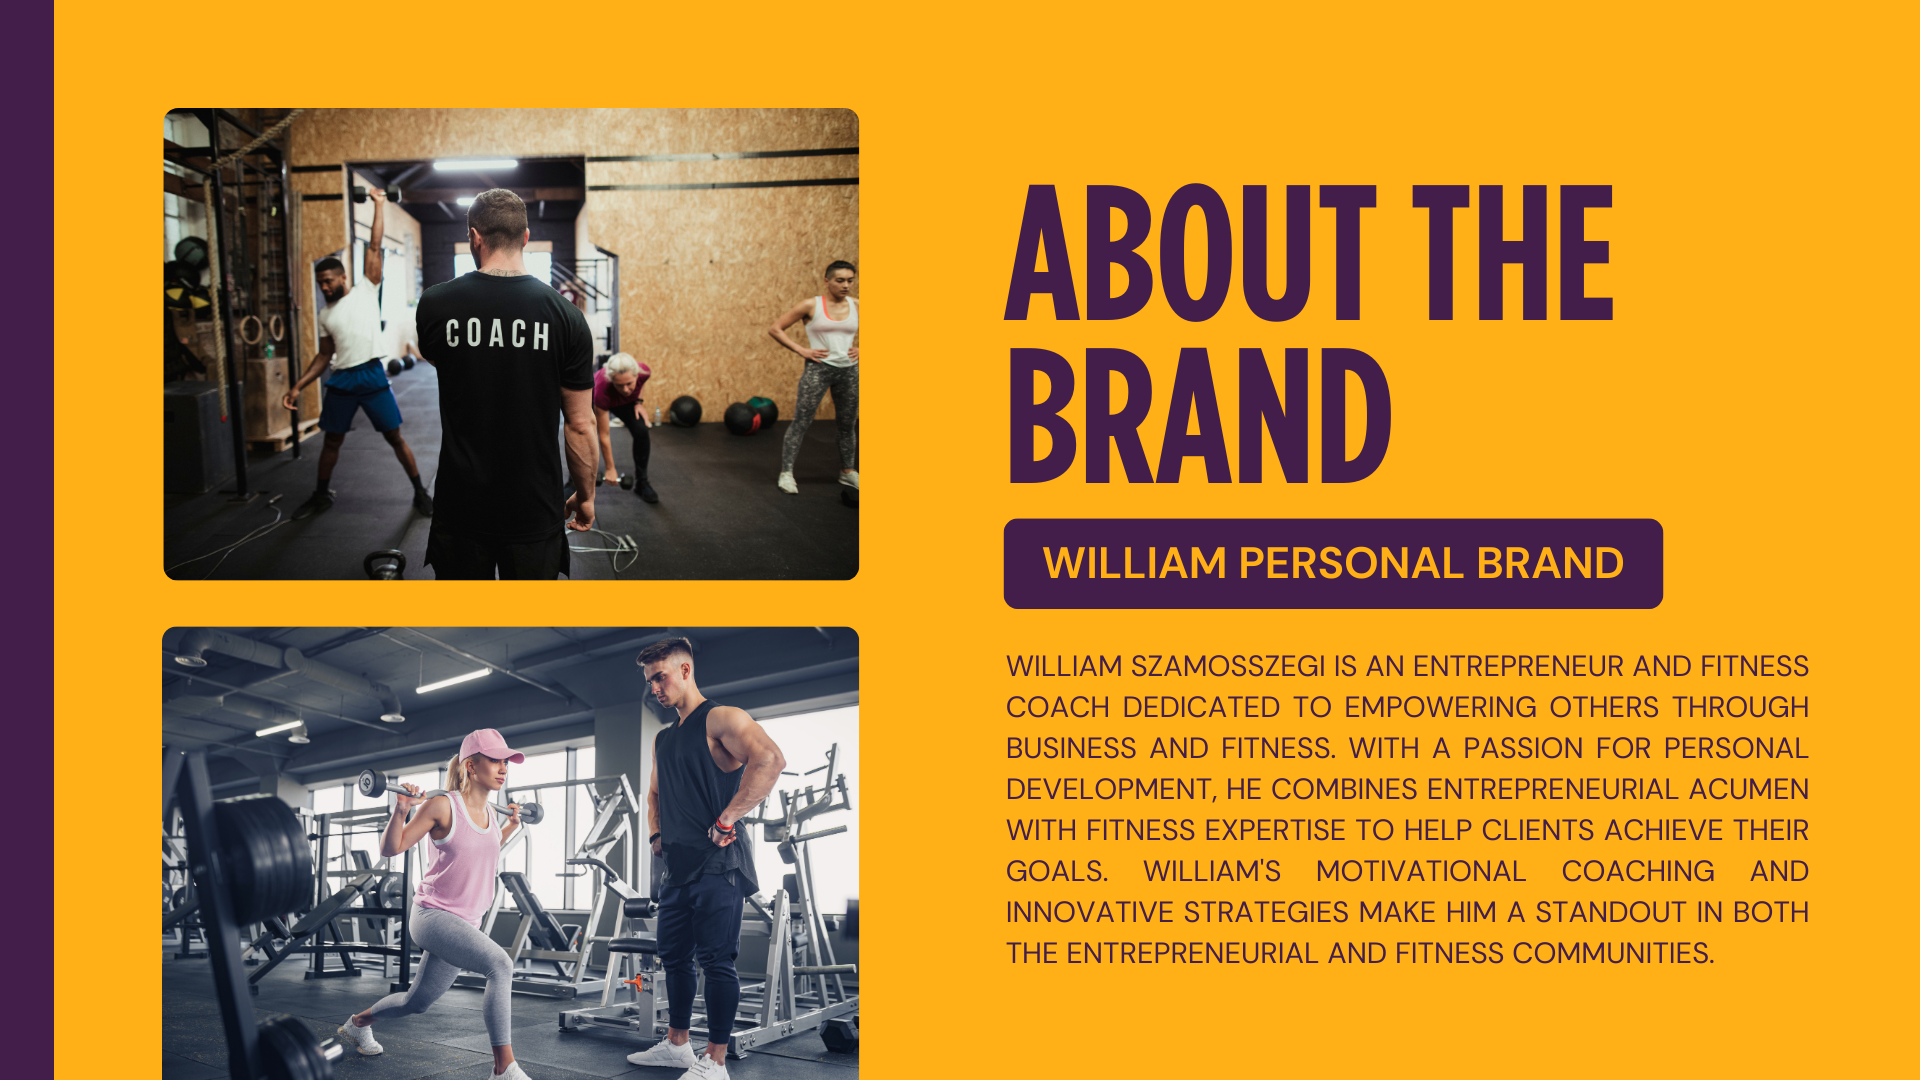 COACH
ABOUT THE
BRAND
WILLIAM PERSONAL BRAND
WILLIAM SZAMOSSZEGI IS AN ENTREPRENEUR AND FITNESS
COACH DEDICATED TO EMPOWERING OTHERS THROUGH
BUSINESS AND FITNESS. WITH A PASSION FOR PERSONAL
DEVELOPMENT, HE COMBINES ENTREPRENEURIAL ACUMEN
WITH FITNESS EXPERTISE TO HELP CLIENTS ACHIEVE THEIR
GOALS. WILLIAM'S MOTIVATIONAL COACHING AND
INNOVATIVE STRATEGIES MAKE HIM A STANDOUT IN BOTH
THE ENTREPRENEURIAL AND FITNESS COMMUNITIES.